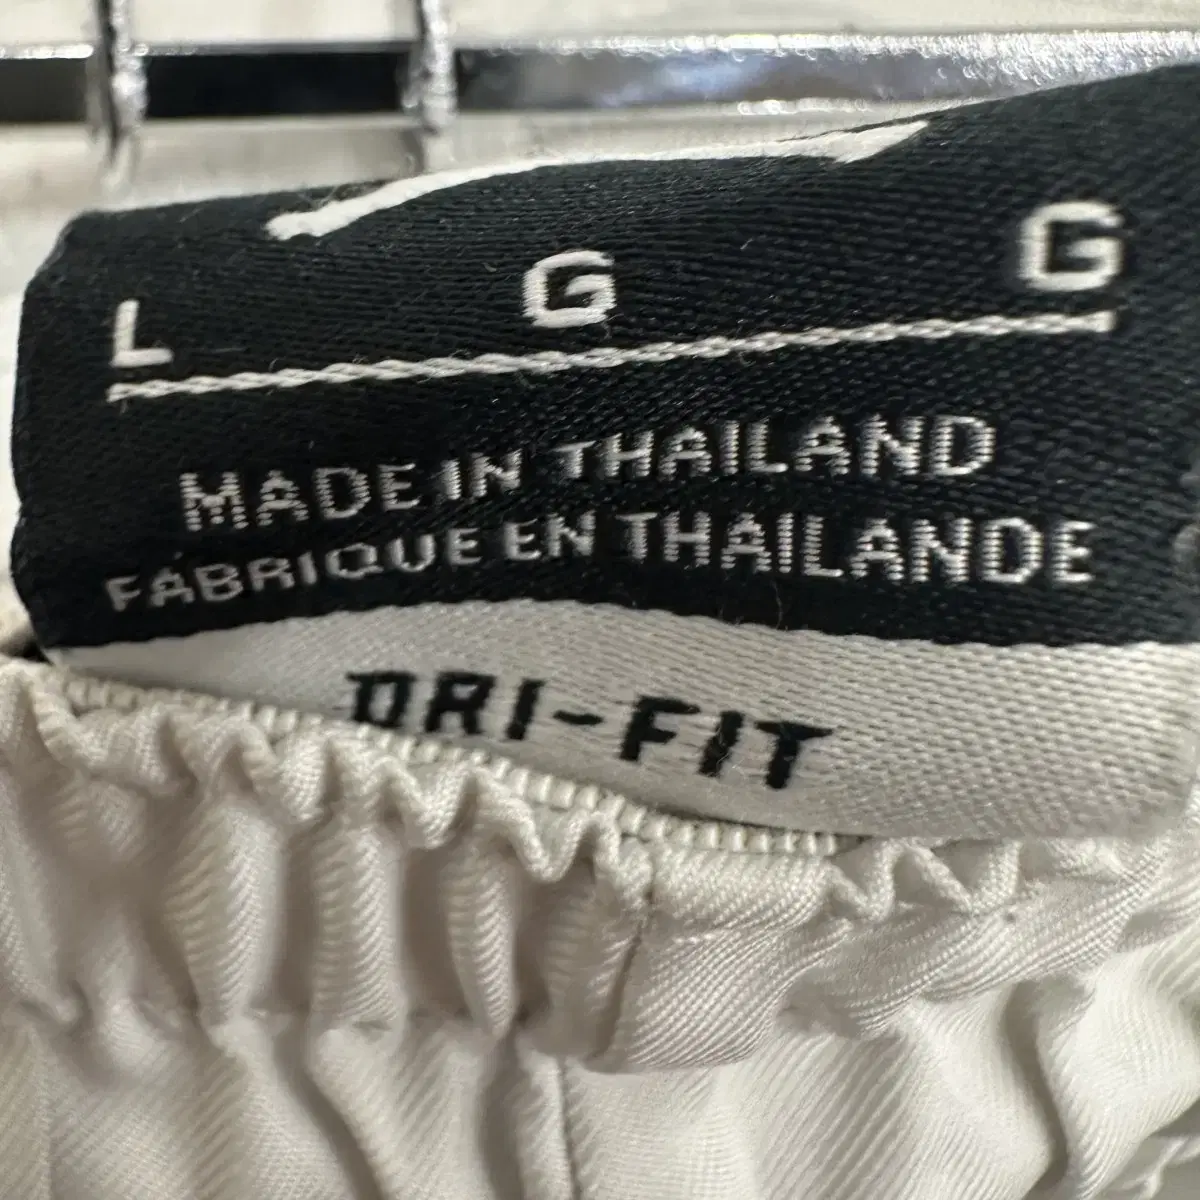 L G G
MADE IN THAILAND
FABRIQUE EN THAILANDE
DRI-FIT